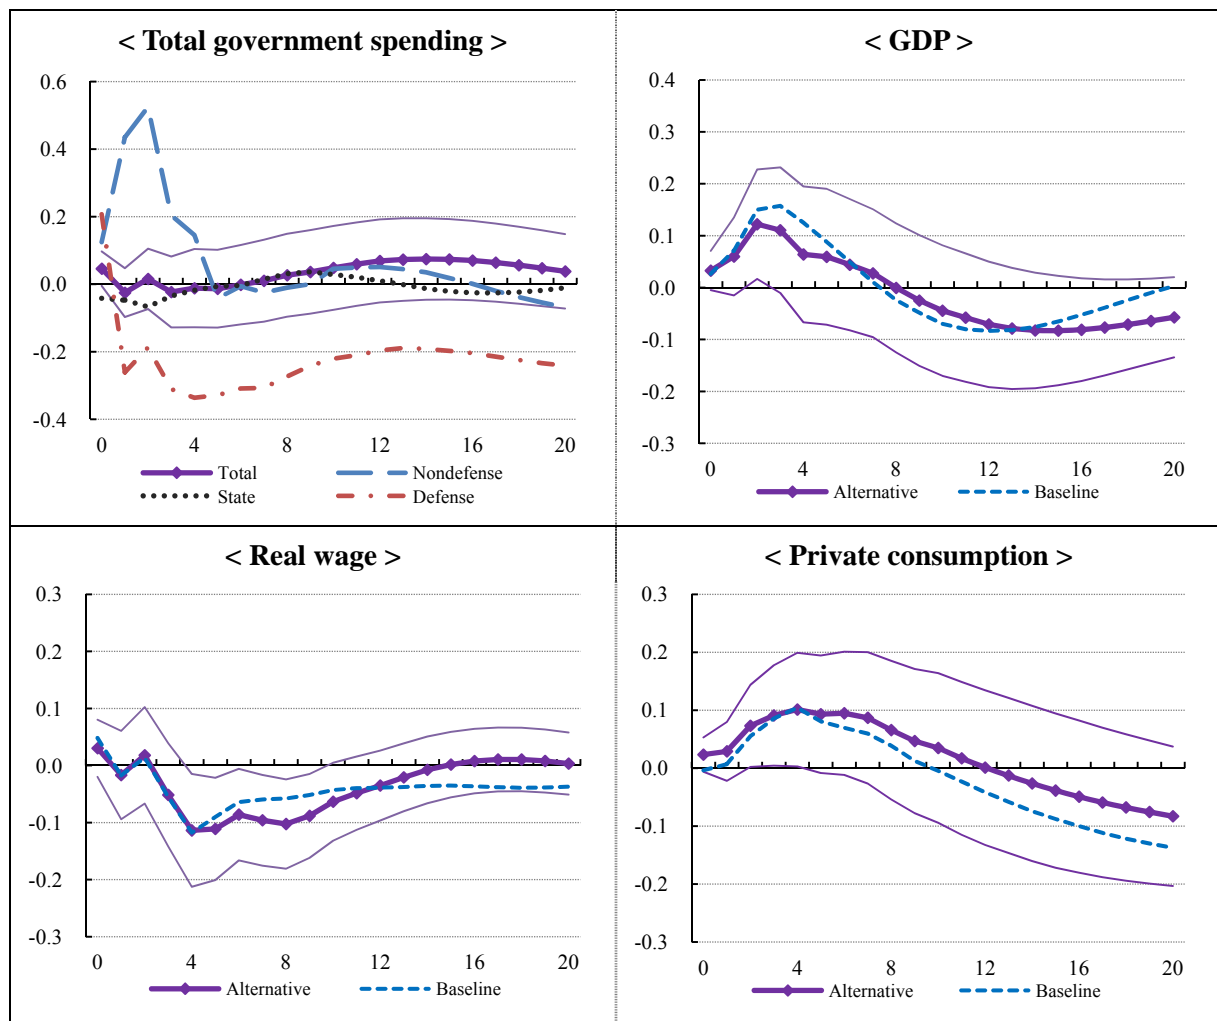 < Total government spending >
0.6
0.4
0.2
0.0
-0.2
-0.4
0 4 8 12 16 20
Total Nondefense
State Defense
< GDP >
0.4
0.3
0.2
0.1
0.0
-0.1
-0.2
-0.3
0 4 8 12 16 20
Alternative Baseline
< Real wage >
0.3
0.2
0.1
0.0
-0.1
-0.2
-0.3
0 4 8 12 16 20
Alternative Baseline
< Private consumption >
0.3
0.2
0.1
0.0
-0.1
-0.2
-0.3
0 4 8 12 16 20
Alternative Baseline